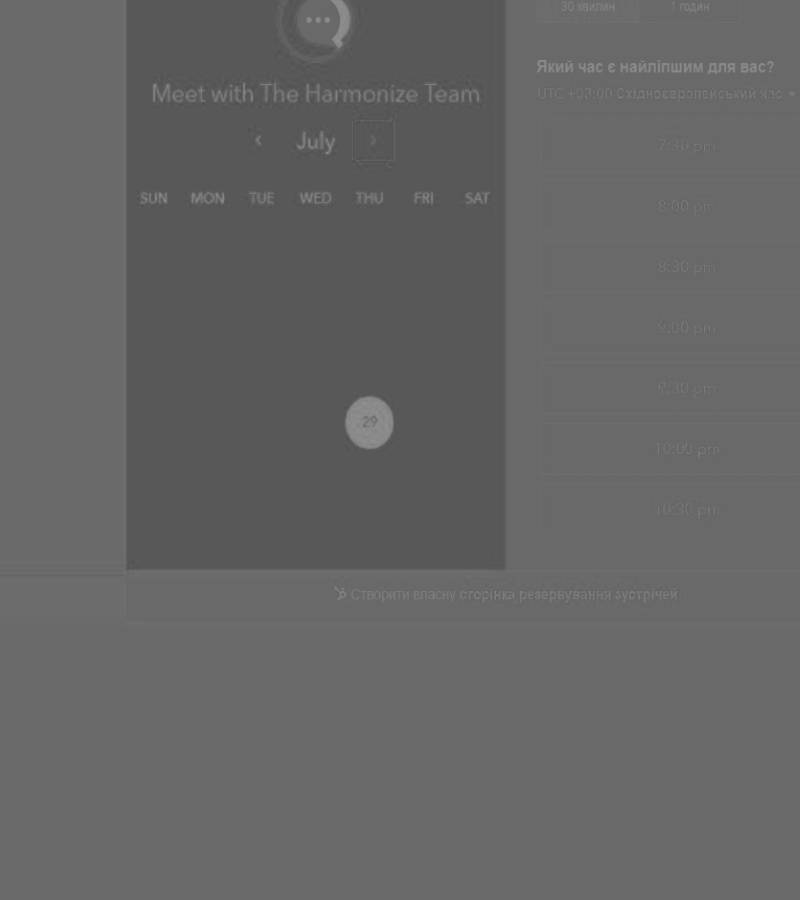 Meet with The Harmonize Team
July
SUN MON TUE WED THU FRI SAT
29
30 хвилин 1 годин
Який час є найліпшим для вас?
UTC +03:00 Східноєвропейський час
7:30 pm
8:00 pm
8:30 pm
9:00 pm
9:30 pm
10:00 pm
10:30 pm
Створити власну сторінка резервування зустрічей